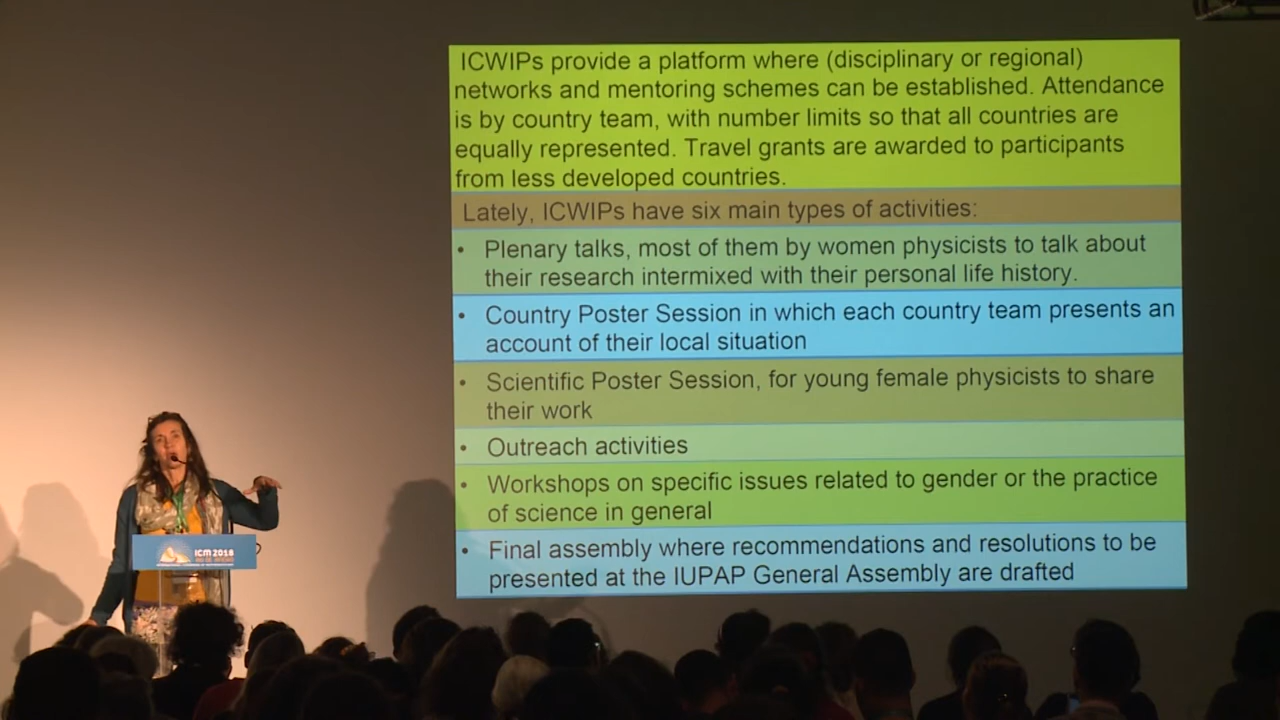 ICWIPs provide a platform where (disciplinary or regional)
networks and mentoring schemes can be established. Attendance
is by country team, with number limits so that all countries are
equally represented. Travel grants are awarded to participants
from less developed countries.
Lately, ICWIPs have six main types of activities:
• Plenary talks, most of them by women physicists to talk about
their research intermixed with their personal life history.
• Country Poster Session in which each country team presents an
account of their local situation
• Scientific Poster Session, for young female physicists to share
their work
• Outreach activities
• Workshops on specific issues related to gender or the practice
of science in general
• Final assembly where recommendations and resolutions to be
presented at the IUPAP General Assembly are drafted
ICM 2018